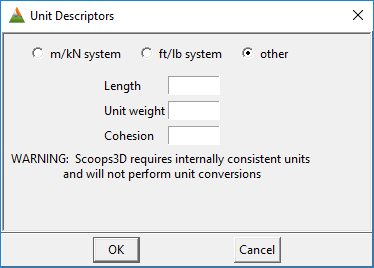 Unit Descriptors
m/kN system ft/lb system other
Length
Unit weight
Cohesion
WARNING: Scoops3D requires internally consistent units
and will not perform unit conversions
OK Cancel